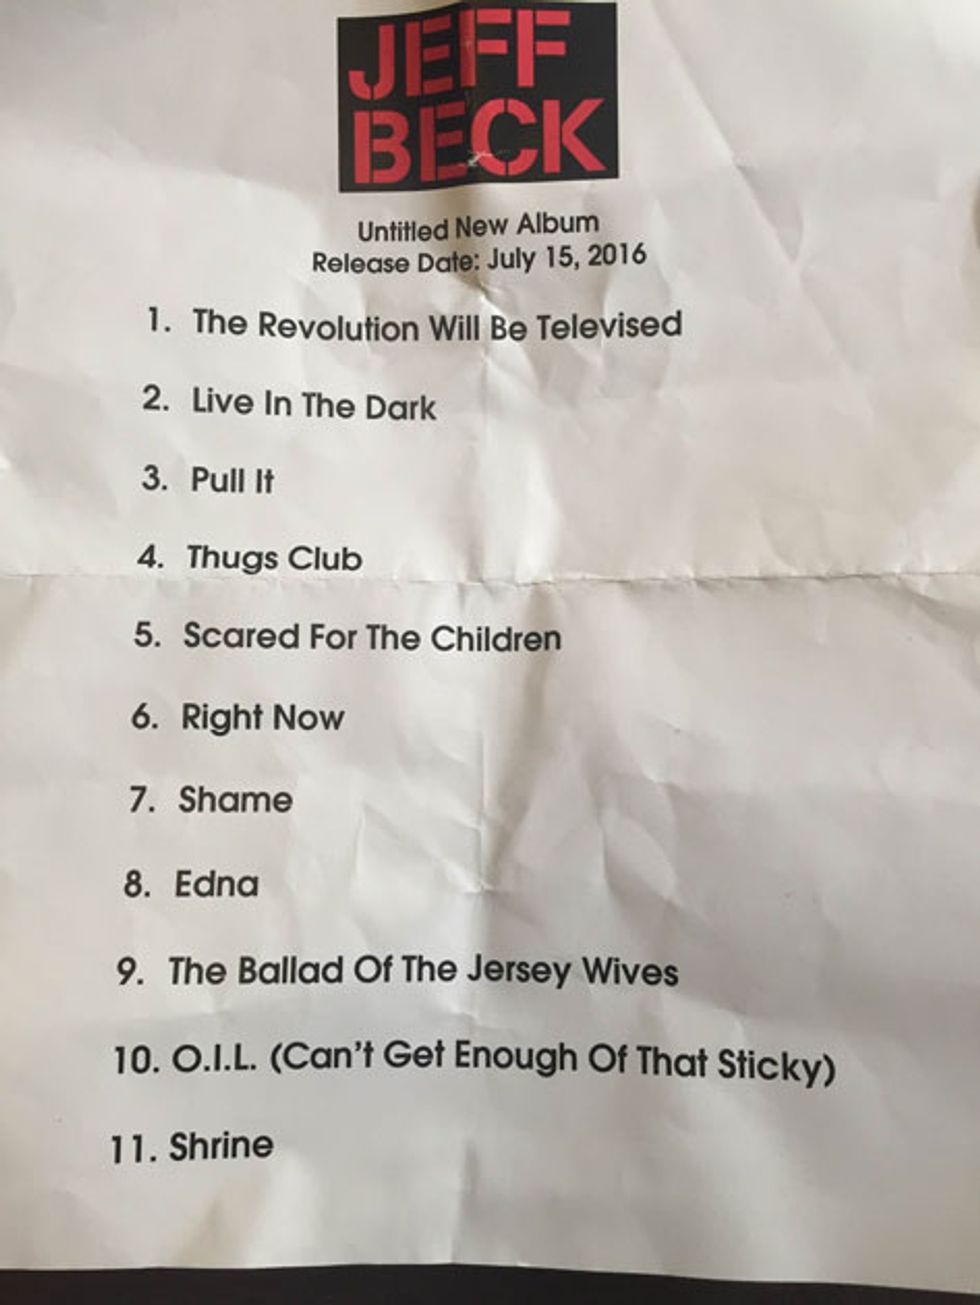 JEFF
BECK
Untitled New Album
Release Date: July 15, 2016
1. The Revolution Will Be Televised
2. Live In The Dark
3. Pull It
4. Thugs Club
5. Scared For The Children
6. Right Now
7. Shame
8. Edna
9. The Ballad Of The Jersey Wives
10. O.I.L. (Can't Get Enough Of That Sticky)
11. Shrine